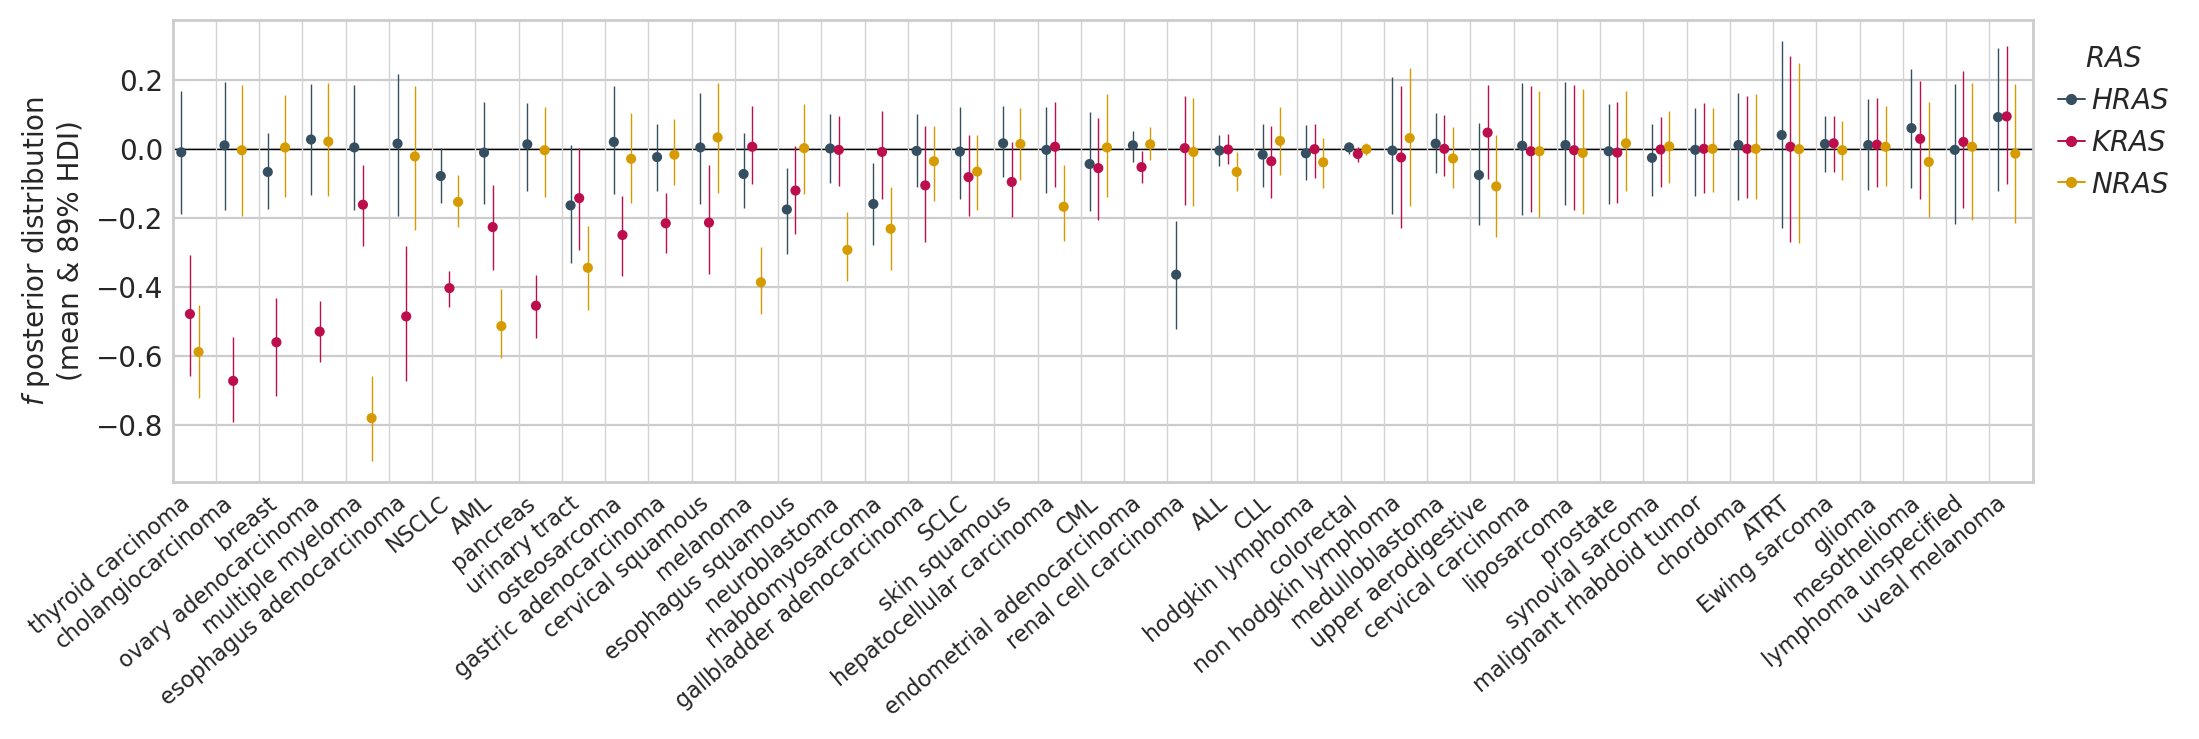 f posterior distribution
(mean & 89% HDI)
0.2
0.0
−0.2
−0.4
−0.6
−0.8
thyroid carcinoma
cholangiocarcinoma
breast
ovary adenocarcinoma
multiple myeloma
esophagus adenocarcinoma
NSCLC
AML
pancreas
urinary tract
osteosarcoma
gastric adenocarcinoma
cervical squamous
melanoma
esophagus squamous
neuroblastoma
rhabdomyosarcoma
gallbladder adenocarcinoma
SCLC
skin squamous
hepatocellular carcinoma
CML
endometrial adenocarcinoma
renal cell carcinoma
ALL
CLL
hodgkin lymphoma
colorectal
non hodgkin lymphoma
medulloblastoma
upper aerodigestive
cervical carcinoma
liposarcoma
prostate
synovial sarcoma
malignant rhabdoid tumor
chordoma
ATRT
Ewing sarcoma
glioma
mesothelioma
lymphoma unspecified
uveal melanoma
RAS
HRAS
KRAS
NRAS